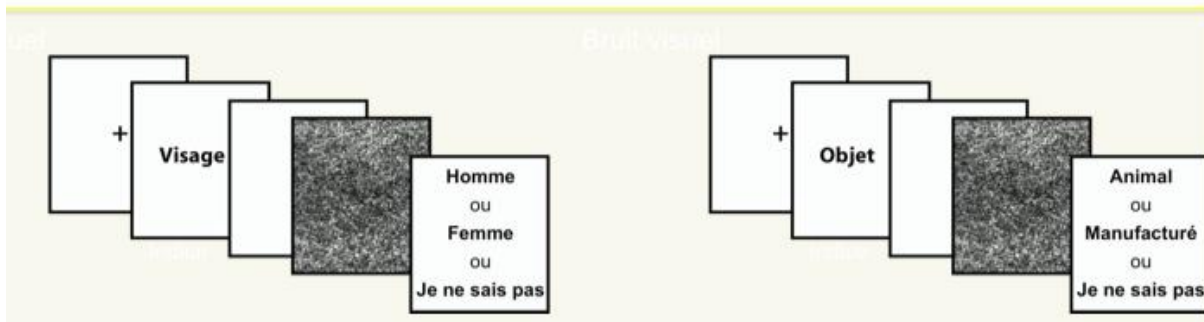 Bruit visuel
+
Visage
Homme
ou
Femme
ou
Je ne sais pas
+
Objet
Animal
ou
Manufacturé
ou
Je ne sais pas